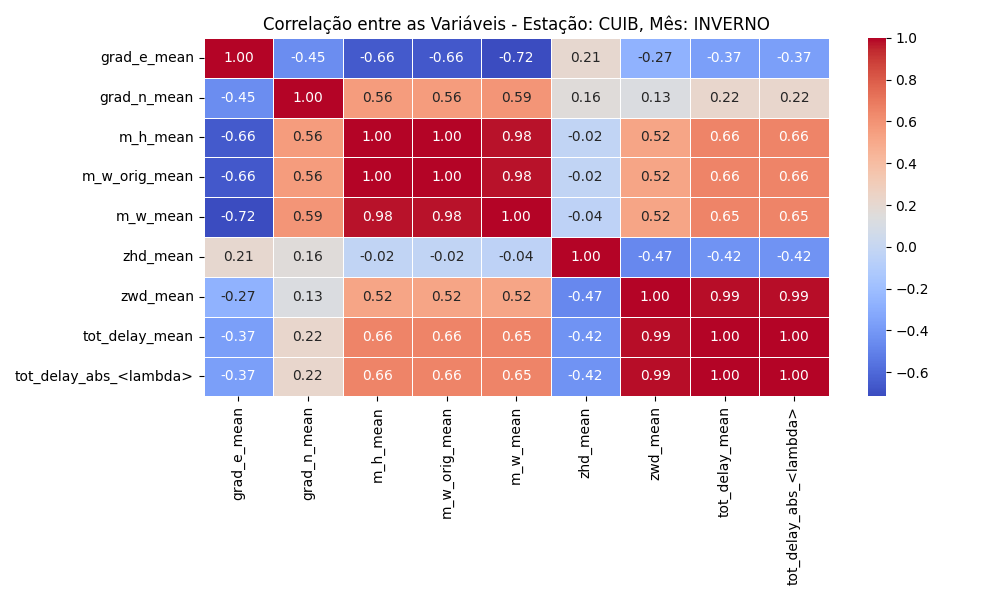 Correlação entre as Variáveis - Estação: CUIB, Mês: INVERNO
grad_e_mean 1.00 -0.45 -0.66 -0.66 -0.72 0.21 -0.27 -0.37 -0.37
grad_n_mean -0.45 1.00 0.56 0.56 0.59 0.16 0.13 0.22 0.22
m_h_mean -0.66 0.56 1.00 1.00 0.98 -0.02 0.52 0.66 0.66
m_w_orig_mean -0.66 0.56 1.00 1.00 0.98 -0.02 0.52 0.66 0.66
m_w_mean -0.72 0.59 0.98 0.98 1.00 -0.04 0.52 0.65 0.65
zhd_mean 0.21 0.16 -0.02 -0.02 -0.04 1.00 -0.47 -0.42 -0.42
zwd_mean -0.27 0.13 0.52 0.52 0.52 -0.47 1.00 0.99 0.99
tot_delay_mean -0.37 0.22 0.66 0.66 0.65 -0.42 0.99 1.00 1.00
tot_delay_abs_<lambda> -0.37 0.22 0.66 0.66 0.65 -0.42 0.99 1.00 1.00
grad_e_mean
grad_n_mean
m_h_mean
m_w_orig_mean
m_w_mean
zhd_mean
zwd_mean
tot_delay_mean
tot_delay_abs_<lambda>
1.0
0.8
0.6
0.4
0.2
0.0
−0.2
−0.4
−0.6